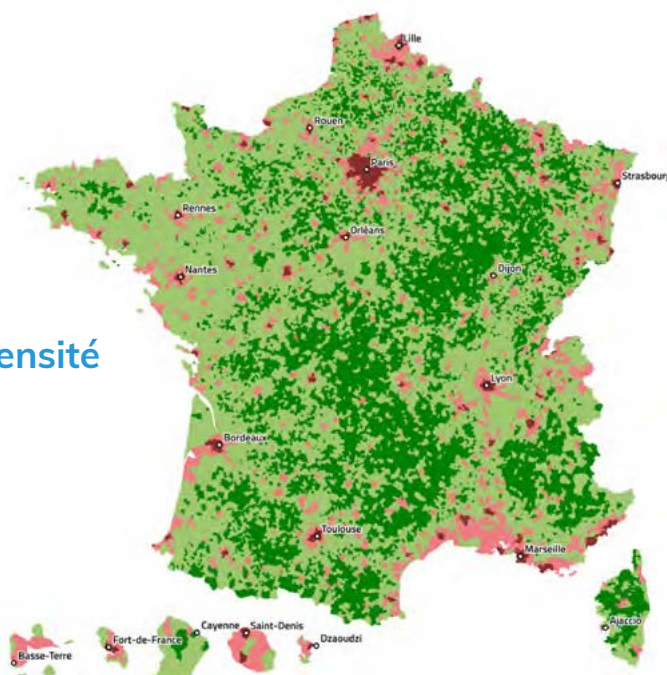 Lille
Rouen
Paris
Strasbourg
Rennes
Orléans
Nantes
Dijon
ensité
Lyon
Bordeaux
Toulouse
Marseille
Ajaccio
Cayenne
Saint-Denis
Fort-de-France
Dzaoudzi
Basse-Terre